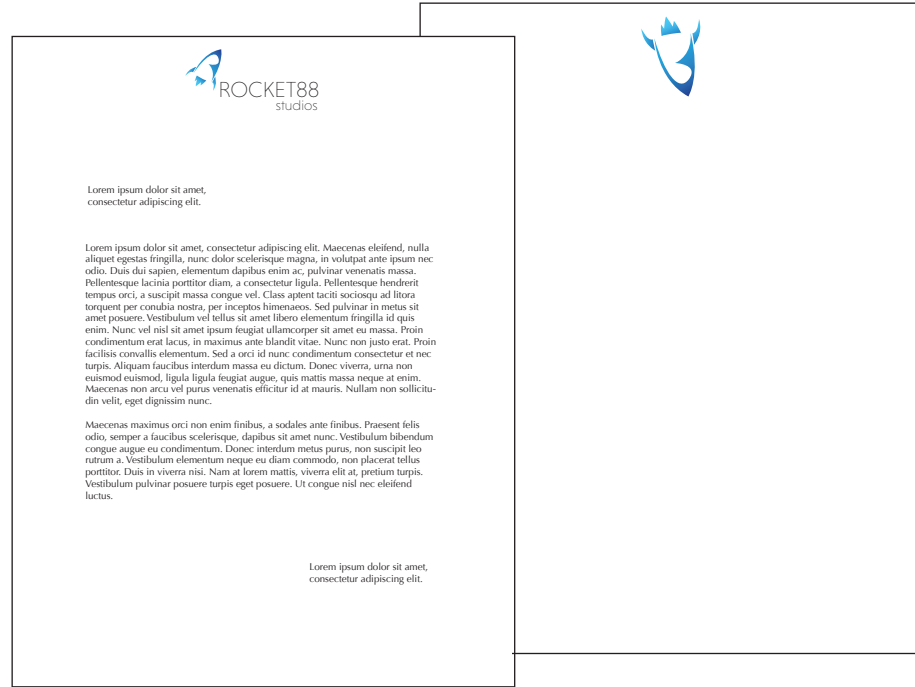 ROCKET88
studios
Lorem ipsum dolor sit amet,
consectetur adipiscing elit.
Lorem ipsum dolor sit amet, consectetur adipiscing elit. Maecenas eleifend, nulla
aliquet egestas fringilla, nunc dolor scelerisque magna, in volutpat ante ipsum nec
odio. Duis dui sapien, elementum dapibus enim ac, pulvinar venenatis massa.
Pellentesque lacinia porttitor diam, a consectetur ligula. Pellentesque hendrerit
tempus orci, a suscipit massa congue vel. Class aptent taciti sociosqu ad litora
torquent per conubia nostra, per inceptos himenaeos. Sed pulvinar in metus sit
amet posuere. Vestibulum vel tellus sit amet libero elementum fringilla id quis
enim. Nunc vel nisl sit amet ipsum feugiat ullamcorper sit amet eu massa. Proin
condimentum erat lacus, in maximus ante blandit vitae. Nunc non justo erat. Proin
facilisis convallis elementum. Sed a orci id nunc condimentum consectetur et nec
turpis. Aliquam faucibus interdum massa eu dictum. Donec viverra, urna non
euismod euismod, ligula ligula feugiat augue, quis mattis massa neque at enim.
Maecenas non arcu vel purus venenatis efficitur id at mauris. Nullam non sollicitu-
din velit, eget dignissim nunc.
Maecenas maximus orci non enim finibus, a sodales ante finibus. Praesent felis
odio, semper a faucibus scelerisque, dapibus sit amet nunc. Vestibulum bibendum
congue augue eu condimentum. Donec interdum metus purus, non suscipit leo
rutrum a. Vestibulum elementum neque eu diam commodo, non placerat tellus
porttitor. Duis in viverra nisi. Nam at lorem mattis, viverra elit at, pretium turpis.
Vestibulum pulvinar posuere turpis eget posuere. Ut congue nisl nec eleifend
luctus.
Lorem ipsum dolor sit amet,
consectetur adipiscing elit.